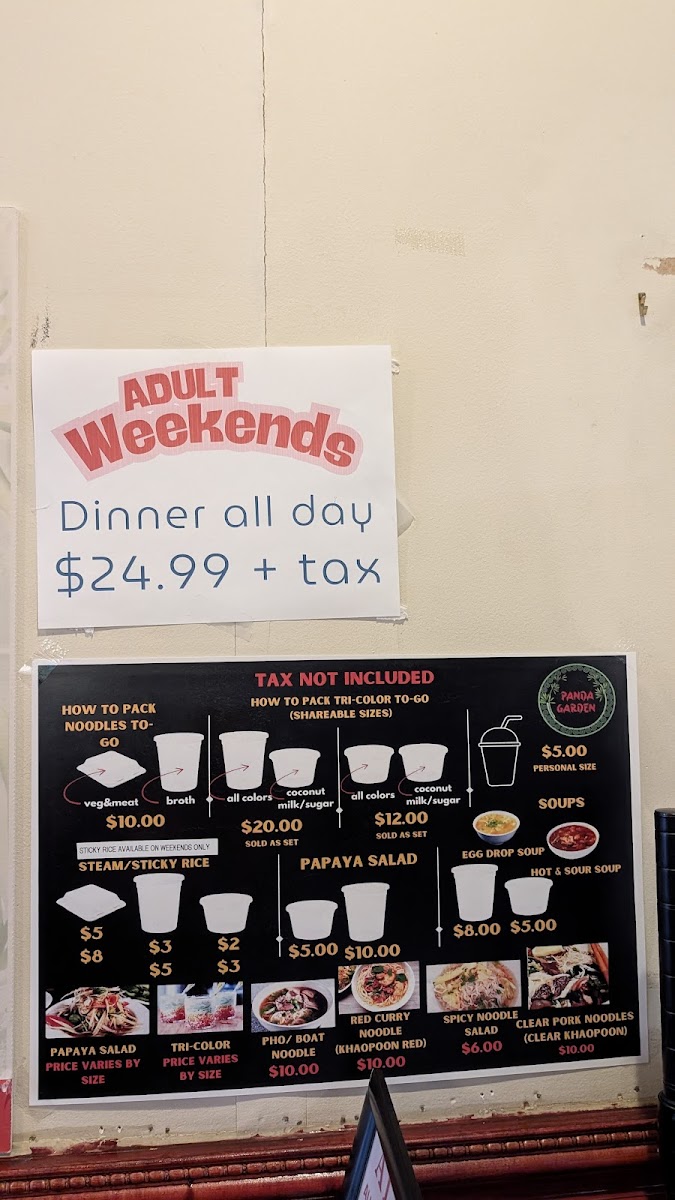 ADULT
Weekends
Dinner all day
$24.99 + tax
TAX NOT INCLUDED
HOW TO PACK
NOODLES TO-
GO
veg&meat
broth
$10.00
HOW TO PACK TRI-COLOR TO-GO
(SHAREABLE SIZES)
all colors
coconut
milk/sugar
$20.00
SOLD AS SET
all colors
coconut
milk/sugar
$12.00
SOLD AS SET
PANDA
GARDEN
$5.00
PERSONAL SIZE
SOUPS
EGG DROP SOUP
HOT & SOUR SOUP
$8.00
$5.00
STICKY RICE AVAILABLE ON WEEKENDS ONLY
STEAM/STICKY RICE
$5
$8
$3
$5
$2
$3
PAPAYA SALAD
$5.00
$10.00
PAPAYA SALAD
PRICE VARIES BY
SIZE
TRI-COLOR
PRICE VARIES
BY SIZE
PHO/ BOAT
NOODLE
$10.00
RED CURRY
NOODLE
(KHAOPOON RED)
$10.00
SPICY NOODLE
SALAD
$6.00
CLEAR PORK NOODLES
(CLEAR KHAOPOON)
$10.00